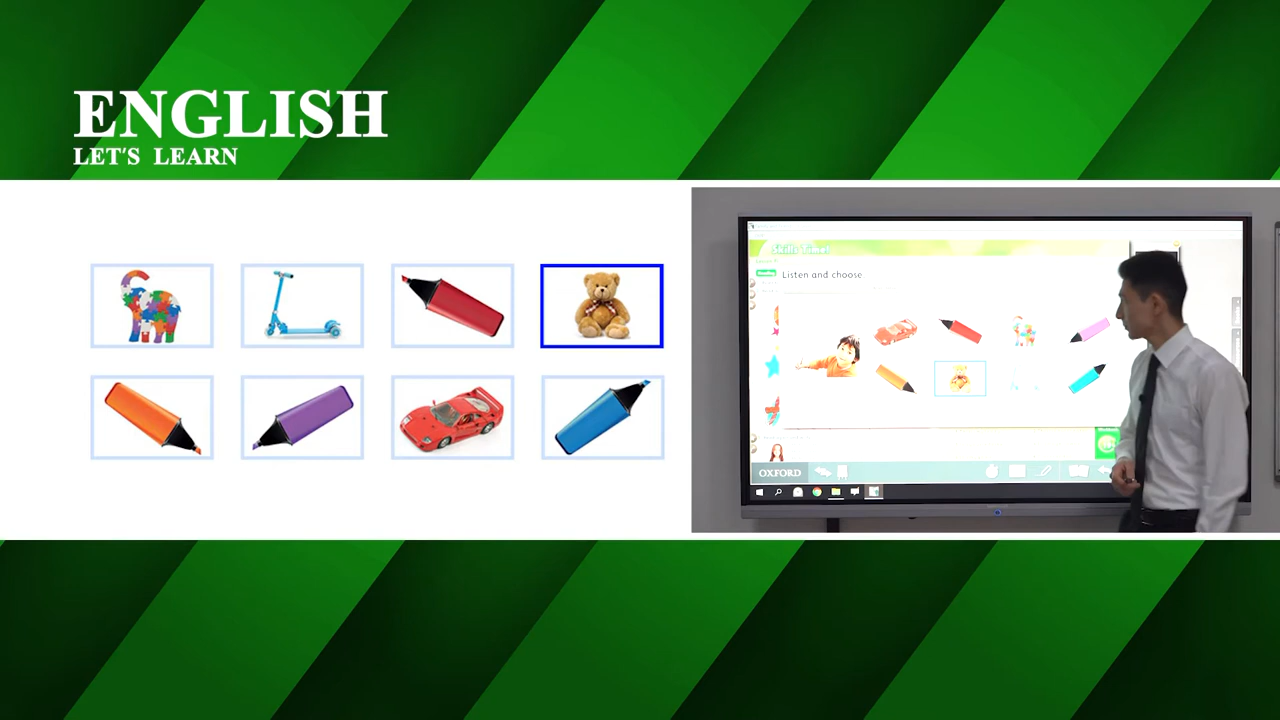 ENGLISH
LET'S LEARN
Skills Time!
Listen and choose
OXFORD